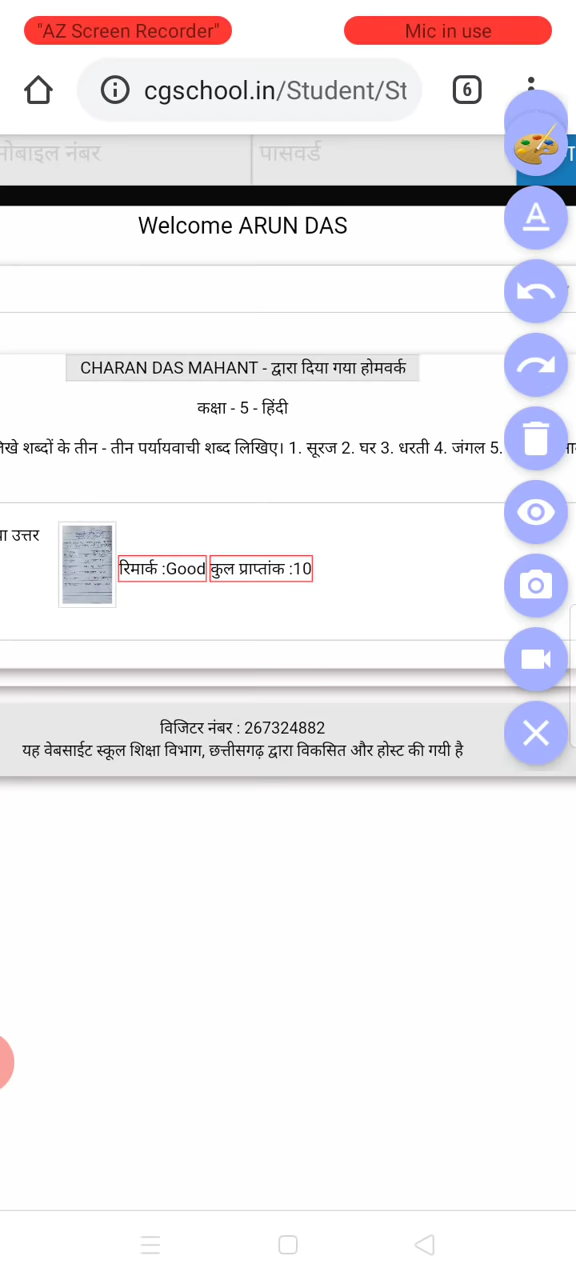 "AZ Screen Recorder"
Mic in use
cgschool.in/Student/St
6
मोबाइल नंबर
पासवर्ड
Welcome ARUN DAS
CHARAN DAS MAHANT - द्वारा दिया गया होमवर्क
कक्षा - 5 - हिंदी
शब्दों के तीन - तीन पर्यायवाची शब्द लिखिए। 1. सूरज 2. घर 3. धरती 4. जंगल 5.
उत्तर
रिमार्क :Good कुल प्राप्तांक :10
विजिटर नंबर : 267324882
यह वेबसाईट स्कूल शिक्षा विभाग, छत्तीसगढ़ द्वारा विकसित और होस्ट की गयी है